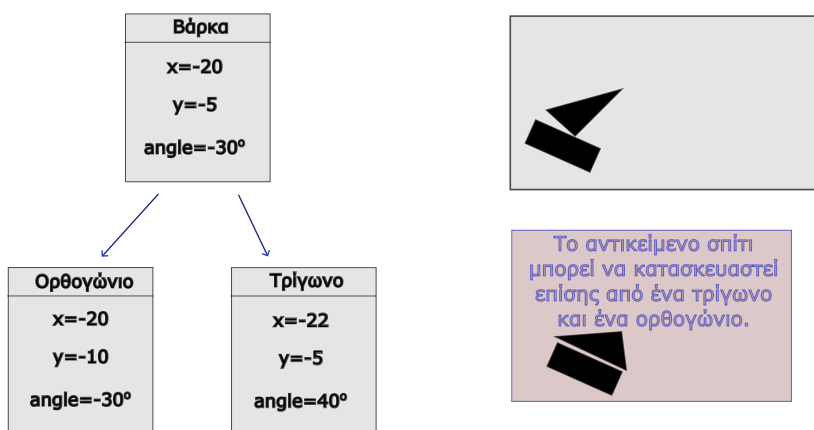 Βάρκα
x=-20
y=-5
angle=-30º
Ορθογώνιο
x=-20
y=-10
angle=-30º
Τρίγωνο
x=-22
y=-5
angle=40º
Το αντικείμενο σπίτι
μπορεί να κατασκευαστεί
επίσης από ένα τρίγωνο
και ένα ορθογώνιο.